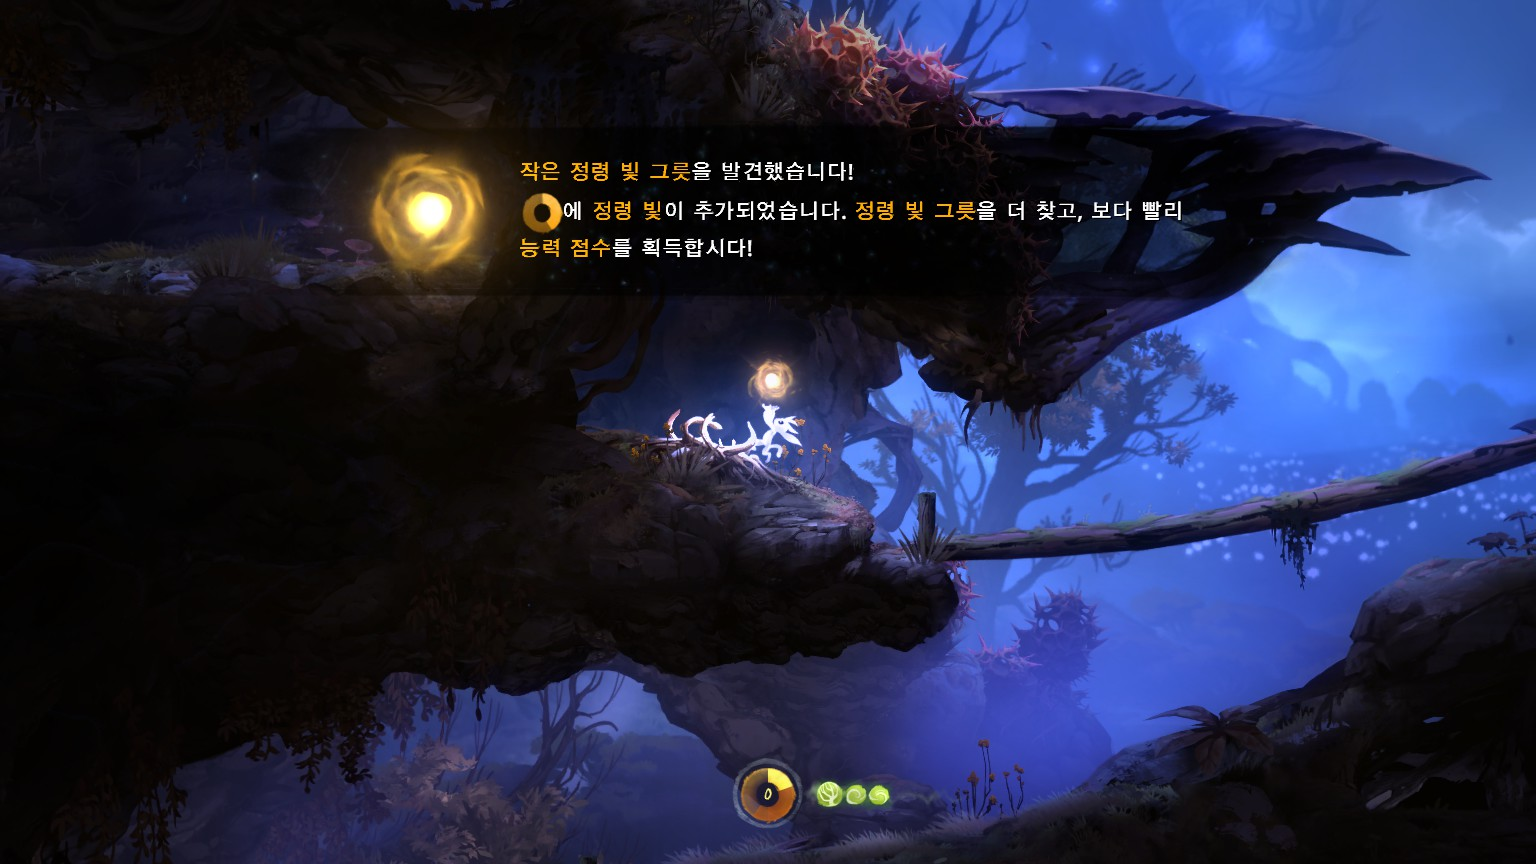 작은 정령 빛 그릇을 발견했습니다!
에 정령 빛이 추가되었습니다. 정령 빛 그릇을 더 찾고, 보다 빨리
능력 점수를 획득합시다!
0